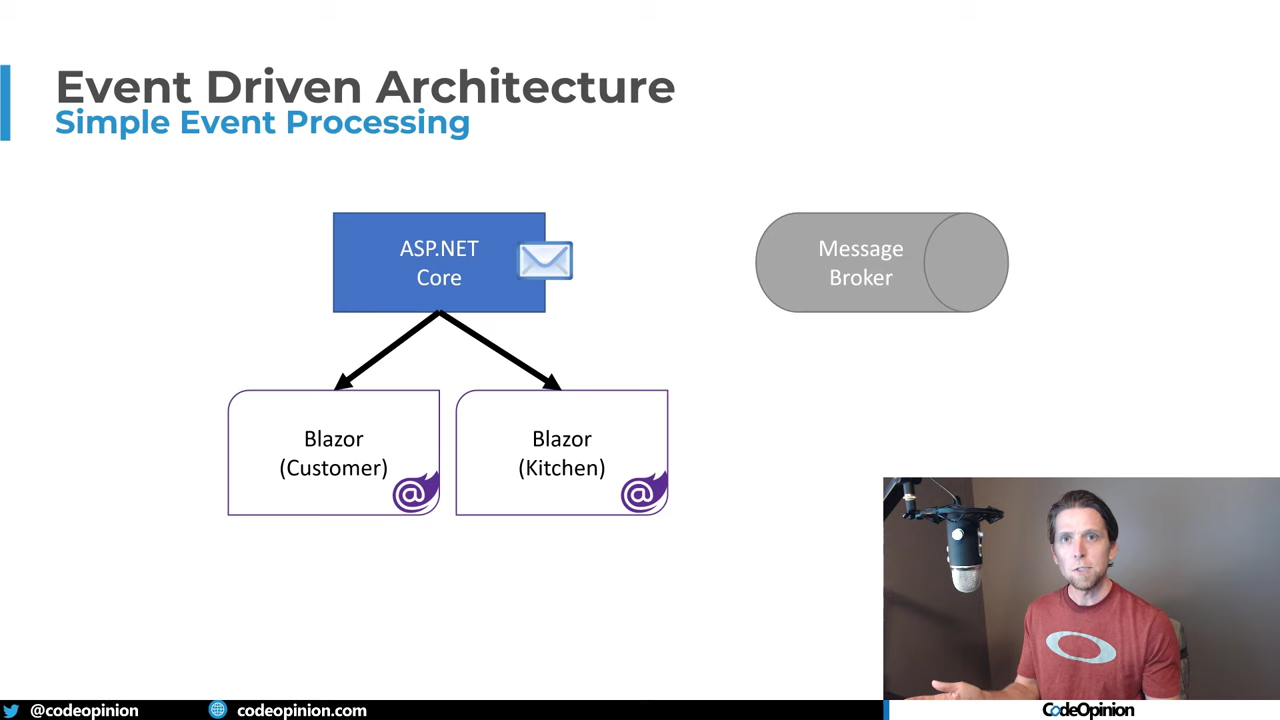 Event Driven Architecture
Simple Event Processing
ASP.NET
Core
Message
Broker
Blazor
(Customer)
@
Blazor
(Kitchen)
@
@codeopinion
codeopinion.com
CodeOpinion